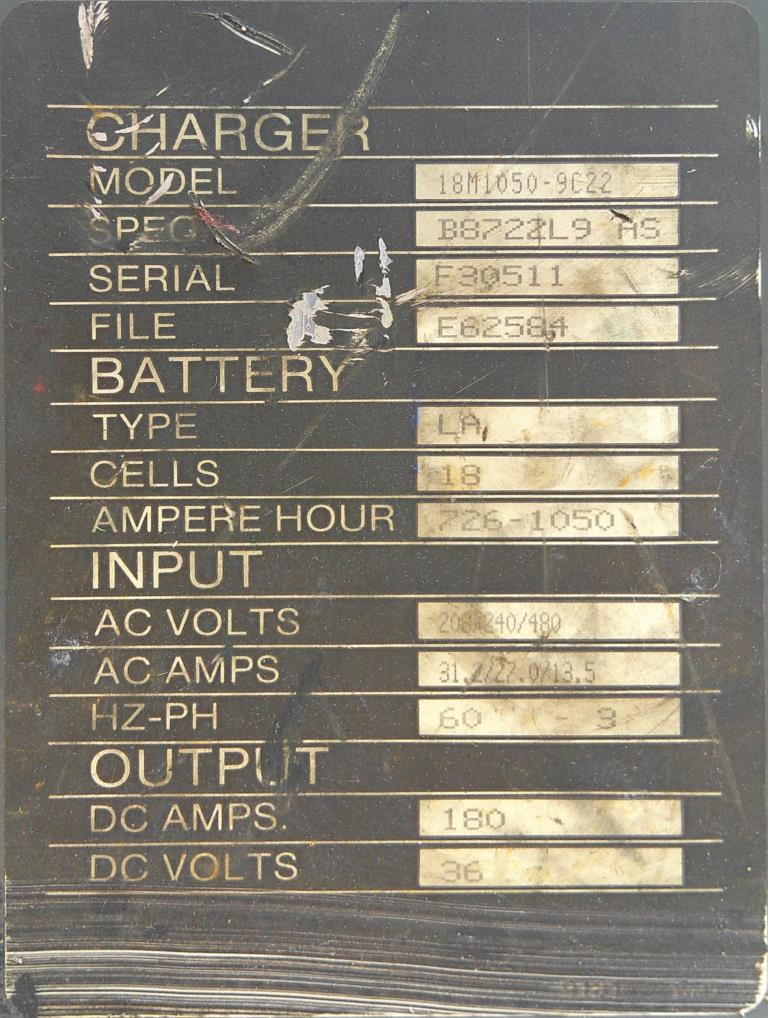 CHARGER
MODEL 18M1050-9C22
SPEC B8722L9 AS
SERIAL F30511
FILE E62584
BATTERY
TYPE LA
CELLS 18
AMPERE HOUR 726-1050
INPUT
AC VOLTS 208/240/480
AC AMPS 31.2/27.0/13.5
HZ-PH 60 - 3
OUTPUT
DC AMPS. 180
DC VOLTS 36